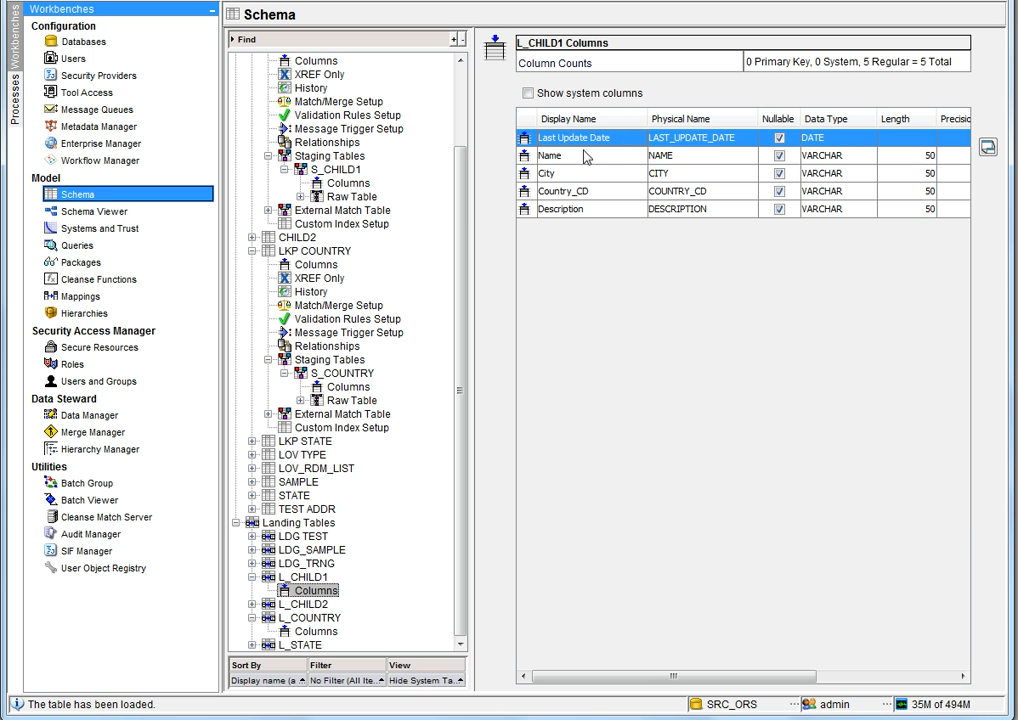 Workbenches
Processes
Workbenches
Configuration
Databases
Users
Security Providers
Tool Access
Message Queues
Metadata Manager
Enterprise Manager
Workflow Manager
Model
Schema
Schema Viewer
Systems and Trust
Queries
Packages
Cleanse Functions
Mappings
Hierarchies
Security Access Manager
Secure Resources
Roles
Users and Groups
Data Steward
Data Manager
Merge Manager
Hierarchy Manager
Utilities
Batch Group
Batch Viewer
Cleanse Match Server
Audit Manager
SIF Manager
User Object Registry
Schema
Find
Columns
XREF Only
History
Match/Merge Setup
Validation Rules Setup
Message Trigger Setup
Relationships
Staging Tables
S_CHILD1
Columns
Raw Table
External Match Table
Custom Index Setup
CHILD2
LKP COUNTRY
Columns
XREF Only
History
Match/Merge Setup
Validation Rules Setup
Message Trigger Setup
Relationships
Staging Tables
S_COUNTRY
Columns
Raw Table
External Match Table
Custom Index Setup
LKP STATE
LOV TYPE
LOV_RDM_LIST
SAMPLE
STATE
TEST ADDR
Landing Tables
LDG TEST
LDG_SAMPLE
LDG_TRNG
L_CHILD1
Columns
L_CHILD2
L_COUNTRY
Columns
L_STATE
Sort By Filter View
Display name (a No Filter (All Ite... Hide System Ta...
L_CHILD1 Columns
Column Counts 0 Primary Key, 0 System, 5 Regular = 5 Total
Show system columns
Display Name Physical Name Nullable Data Type Length Precisio
Last Update Date LAST_UPDATE_DATE DATE
Name NAME VARCHAR 50
City CITY VARCHAR 50
Country_CD COUNTRY_CD VARCHAR 50
Description DESCRIPTION VARCHAR 50
The table has been loaded. SRC_ORS ... admin ... 35M of 494M